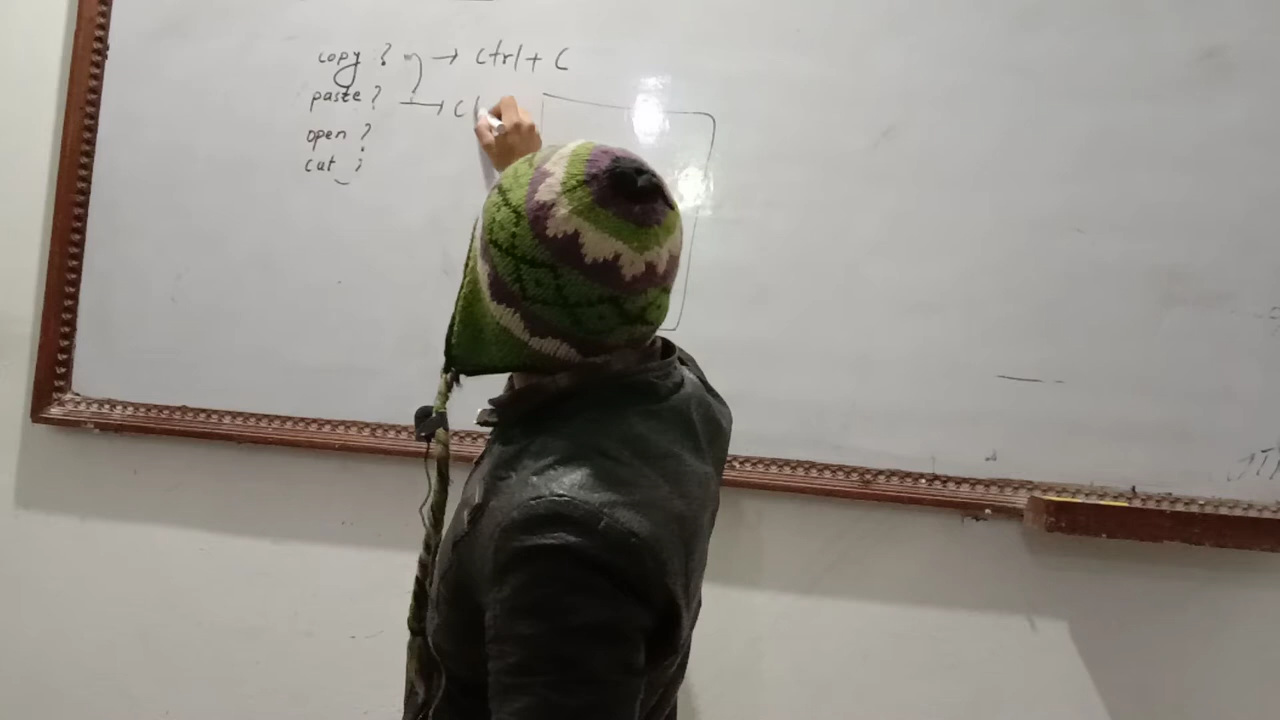 copy ? → Ctrl + C
paste ? → C
open ?
cut ;